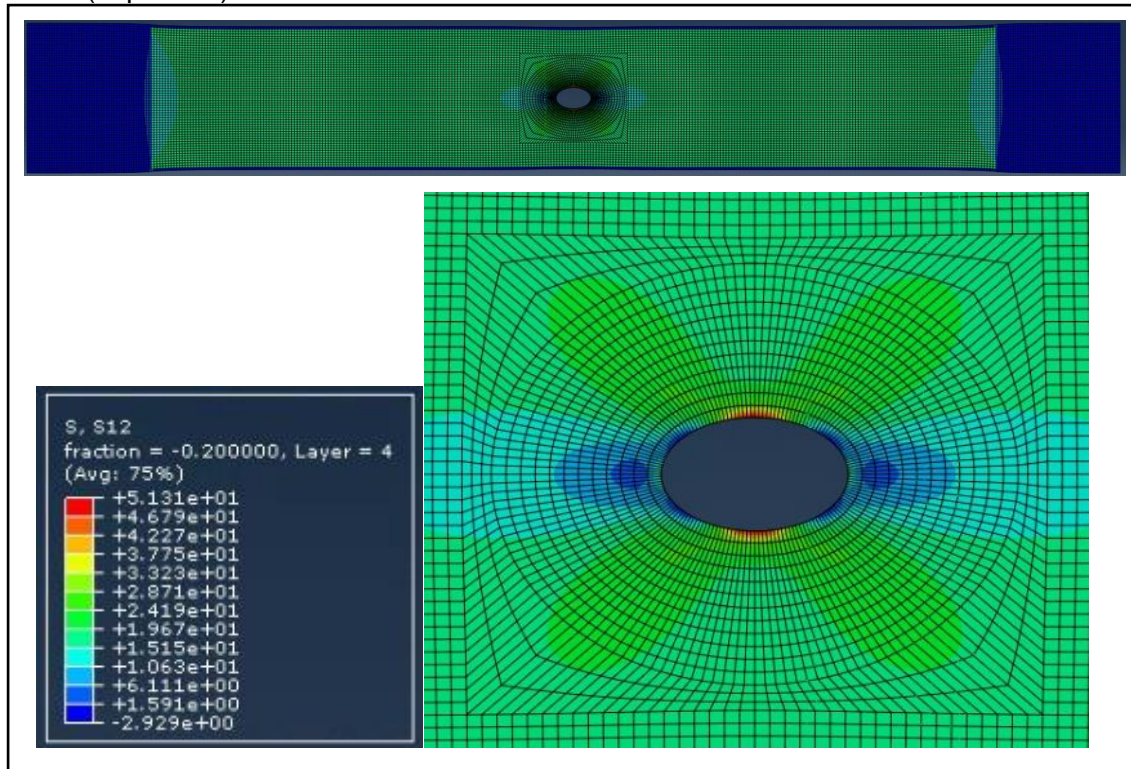 S, S12
fraction = -0.200000, Layer = 4
(Avg: 75%)
+5.131e+01
+4.679e+01
+4.227e+01
+3.775e+01
+3.323e+01
+2.871e+01
+2.419e+01
+1.967e+01
+1.515e+01
+1.063e+01
+6.111e+00
+1.591e+00
-2.929e+00